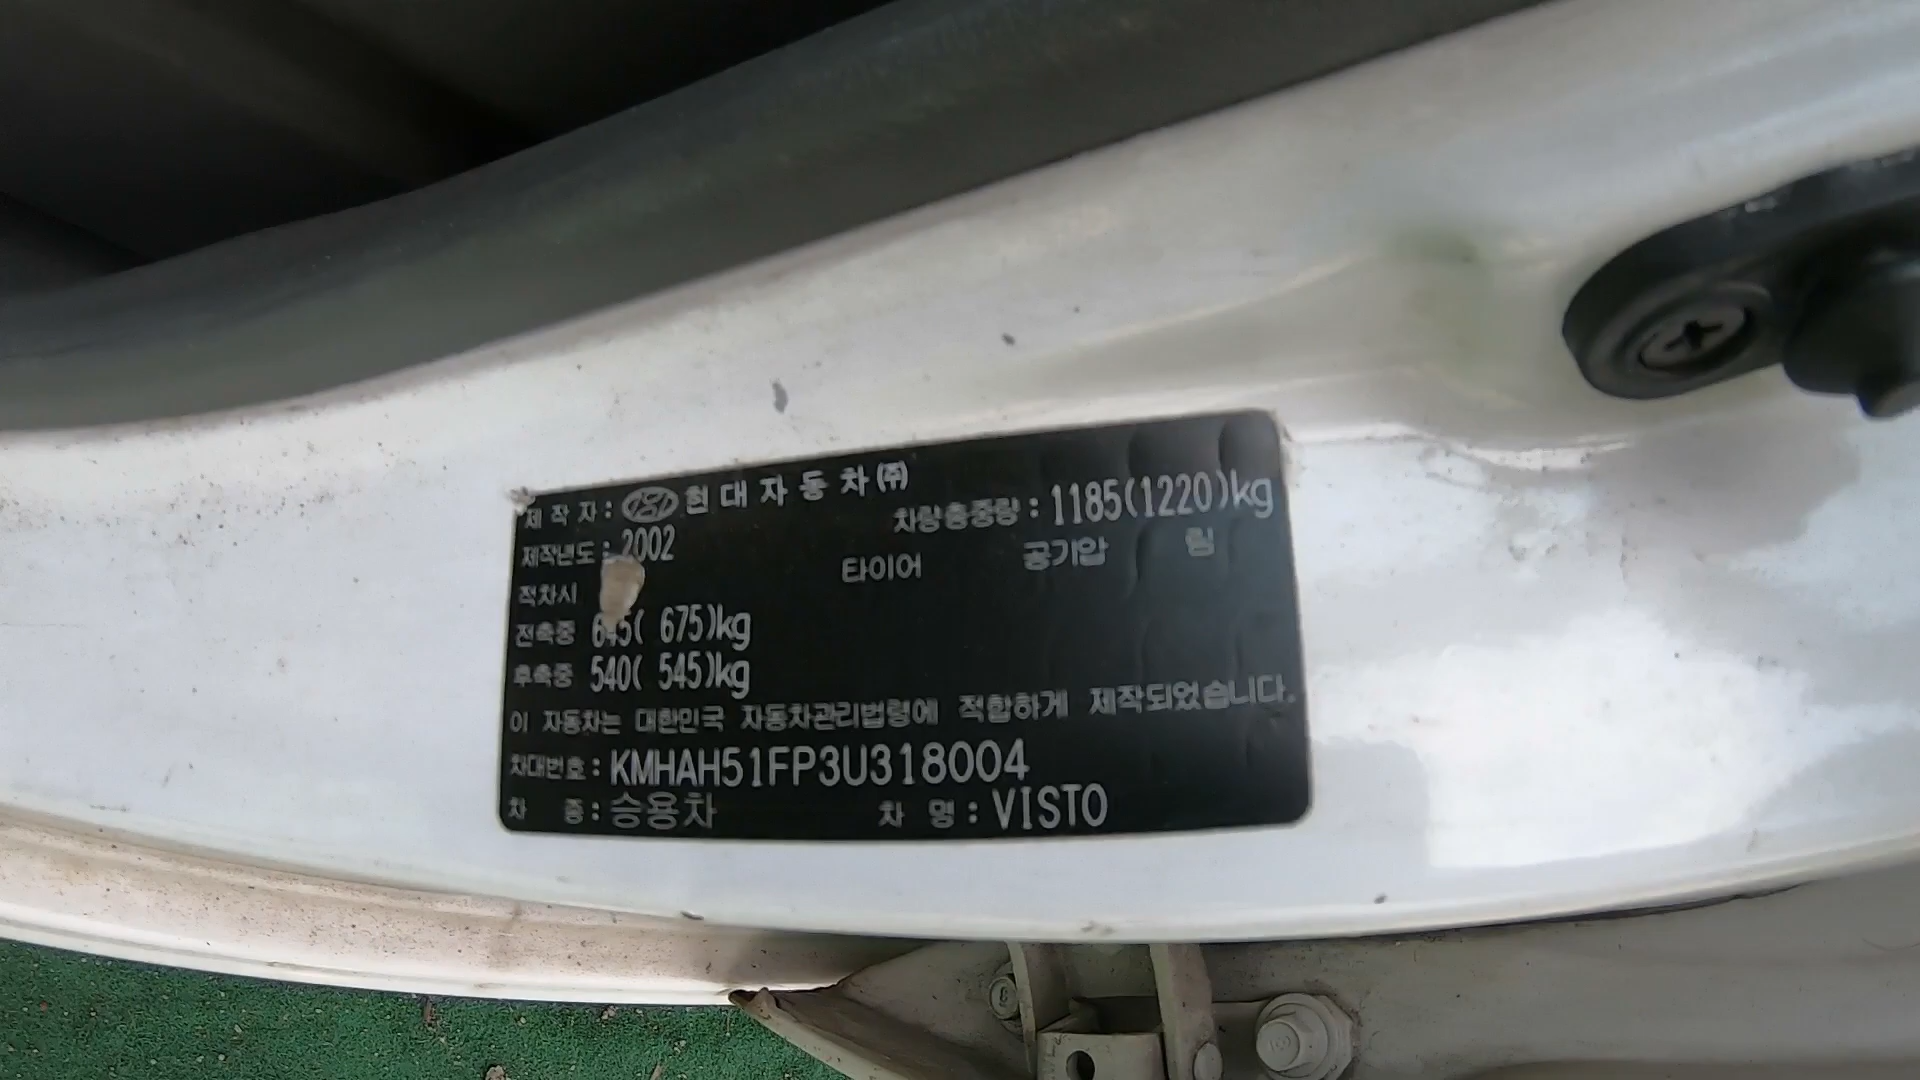 제작자: 현대자동차㈜
차량총중량: 1185(1220)kg
제작년도: 2002
타이어 공기압 림
적차시
전축중 645( 675)kg
후축중 540( 545)kg
이 자동차는 대한민국 자동차관리법령에 적합하게 제작되었습니다.
차대번호: KMHAH51FP3U318004
차 종: 승용차 차 명: VISTO